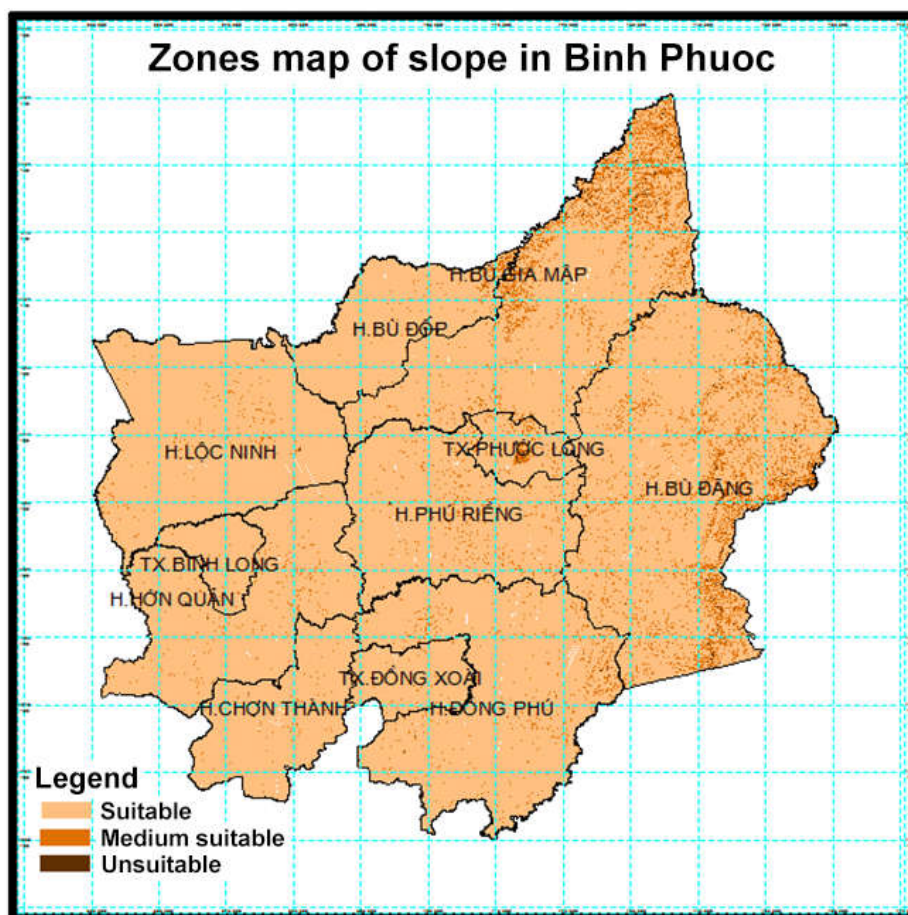 Zones map of slope in Binh Phuoc
H.BÙ GIA MẬP
H.BÙ ĐỐP
TX.PHƯỚC LONG
H.LỘC NINH
H.BÙ ĐĂNG
H.PHÚ RIỀNG
TX.BÌNH LONG
H.HỚN QUẢN
TX.ĐỒNG XOÀI
H.CHƠN THÀNH
H.ĐỒNG PHÚ
Legend
Suitable
Medium suitable
Unsuitable